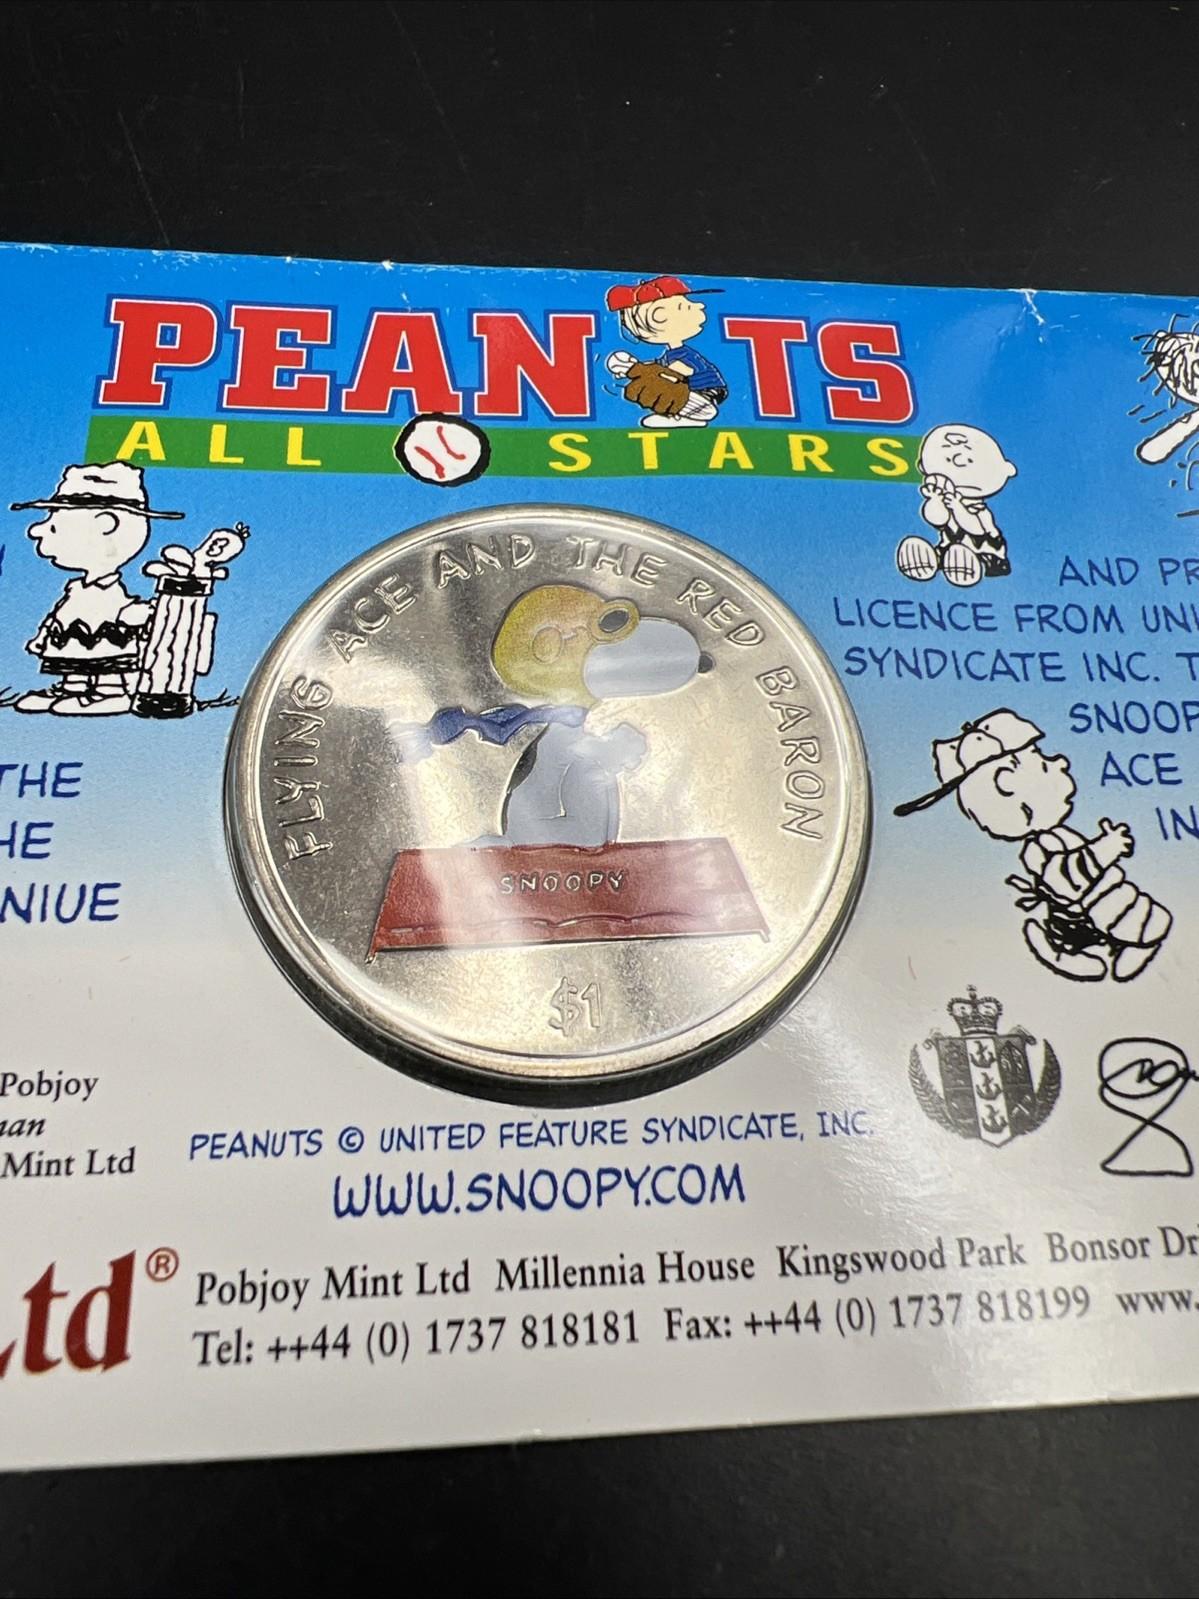 PEANUTS
ALL STARS
FLYING ACE AND THE RED BARON
SNOOPY
$1
THE
HE
NIUE
AND PR
LICENCE FROM UNIV
SYNDICATE INC. T
SNOOP
ACE
IN
Pobjoy
man
Mint Ltd
PEANUTS © UNITED FEATURE SYNDICATE, INC.
WWW.SNOOPY.COM
Ltd®
Pobjoy Mint Ltd Millennia House Kingswood Park Bonsor Dr
Tel: ++44 (0) 1737 818181 Fax: ++44 (0) 1737 818199 www.